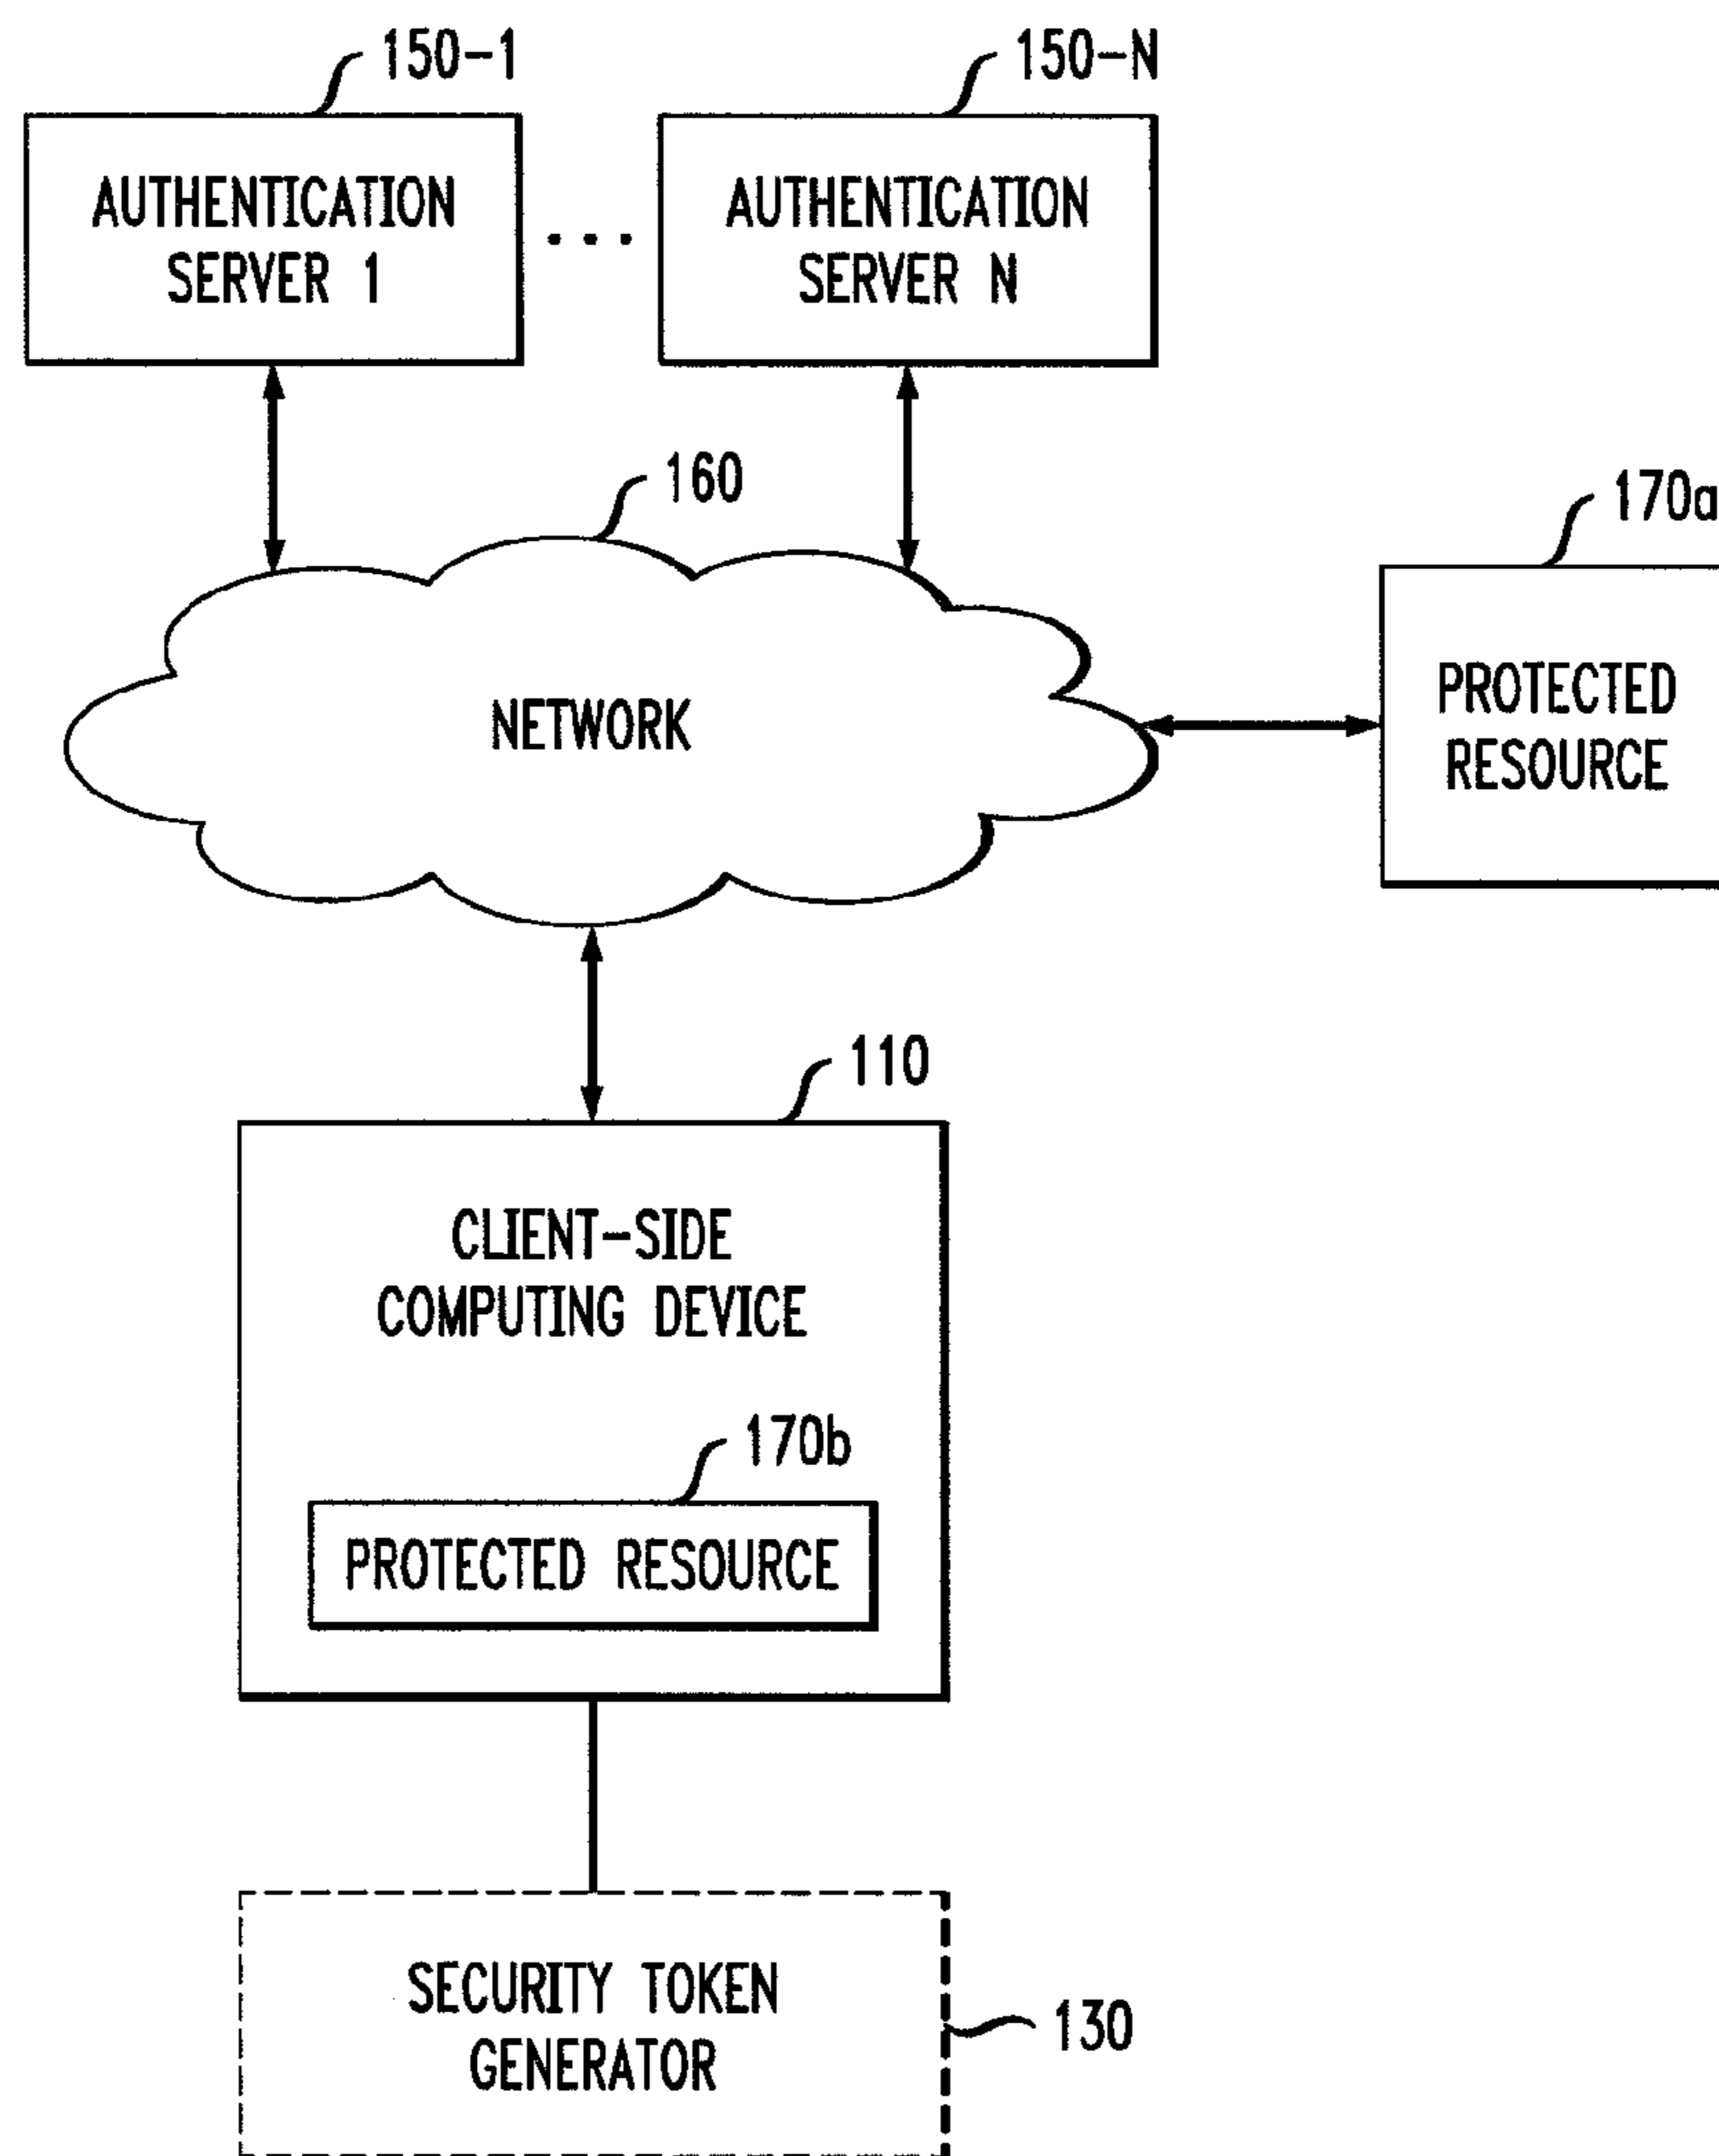 150-1
150-N
AUTHENTICATION
SERVER 1
...
AUTHENTICATION
SERVER N
160
170a
NETWORK
PROTECTED
RESOURCE
110
CLIENT-SIDE
COMPUTING DEVICE
170b
PROTECTED RESOURCE
SECURITY TOKEN
GENERATOR
130